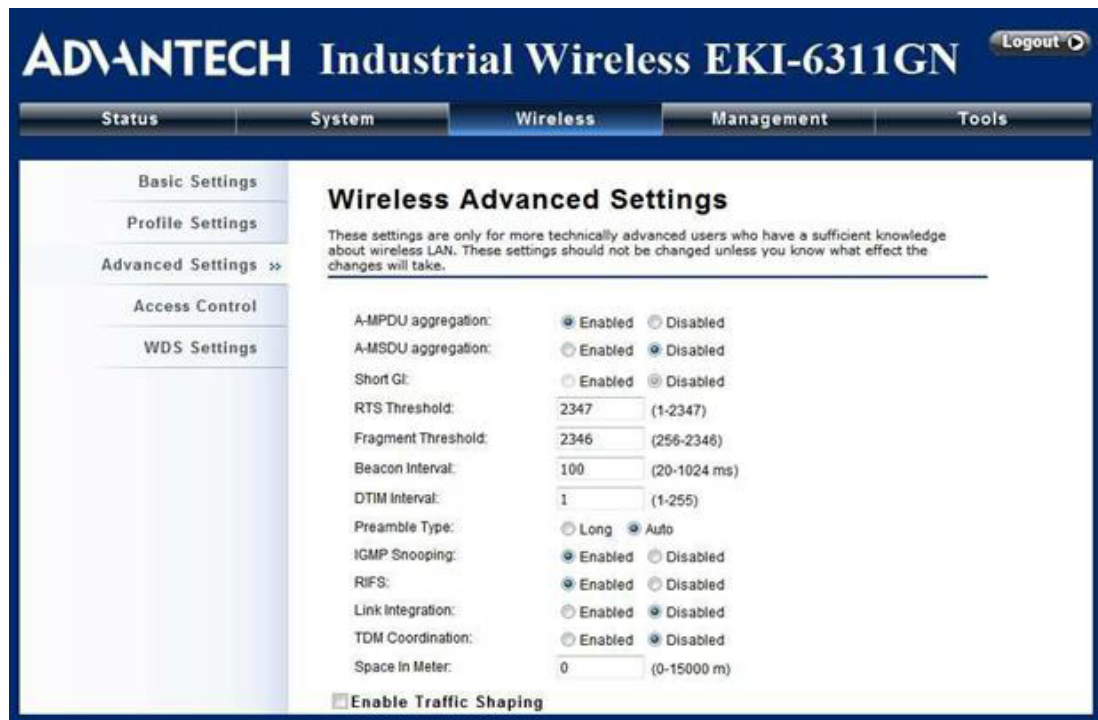 ADVANTECH Industrial Wireless EKI-6311GN
Logout
Status System Wireless Management Tools
Basic Settings
Profile Settings
Advanced Settings »
Access Control
WDS Settings
Wireless Advanced Settings
These settings are only for more technically advanced users who have a sufficient knowledge
about wireless LAN. These settings should not be changed unless you know what effect the
changes will take.
A-MPDU aggregation: Enabled Disabled
A-MSDU aggregation: Enabled Disabled
Short GI: Enabled Disabled
RTS Threshold: 2347 (1-2347)
Fragment Threshold: 2346 (256-2346)
Beacon Interval: 100 (20-1024 ms)
DTIM Interval: 1 (1-255)
Preamble Type: Long Auto
IGMP Snooping: Enabled Disabled
RIFS: Enabled Disabled
Link Integration: Enabled Disabled
TDM Coordination: Enabled Disabled
Space In Meter: 0 (0-15000 m)
Enable Traffic Shaping